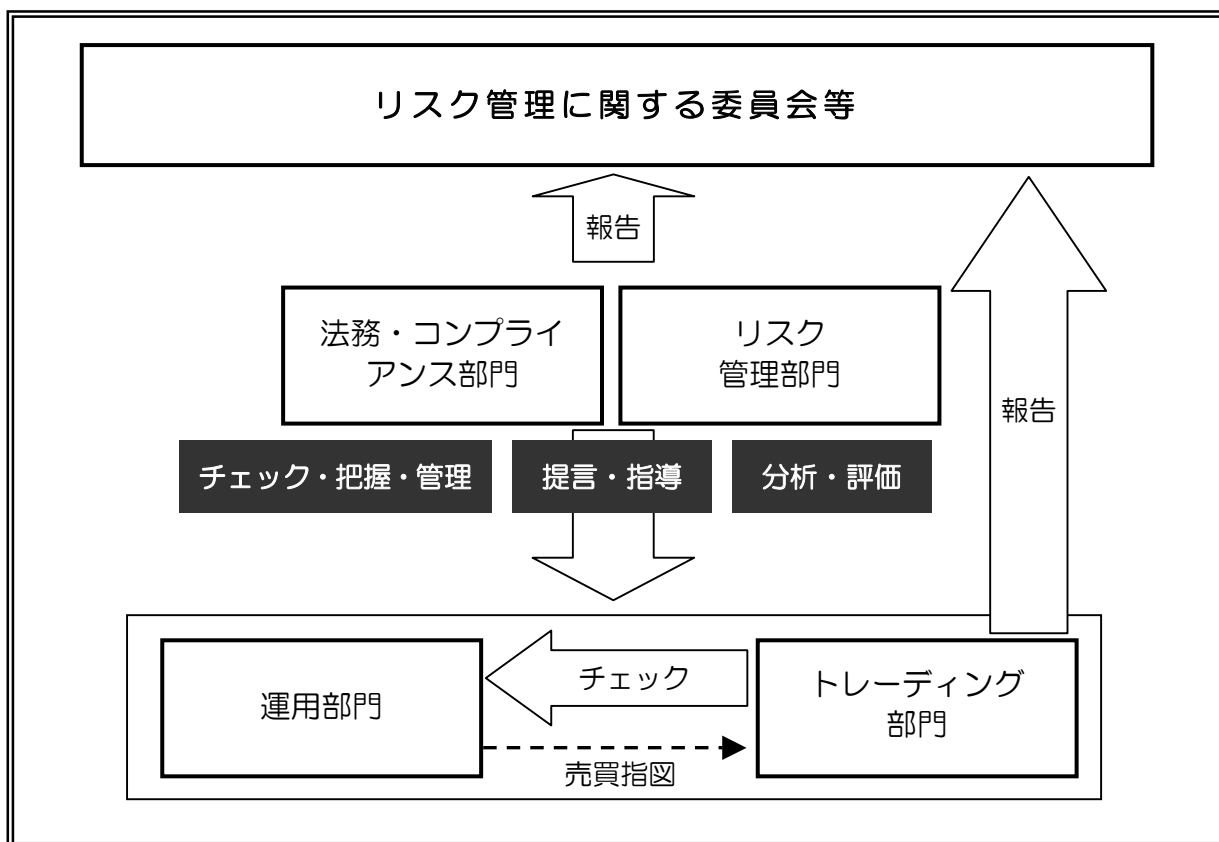 リスク管理に関する委員会等
報告
法務・コンプライ
アンス部門
リスク
管理部門
報告
チェック・把握・管理
提言・指導
分析・評価
運用部門
チェック
トレーディング
部門
売買指図